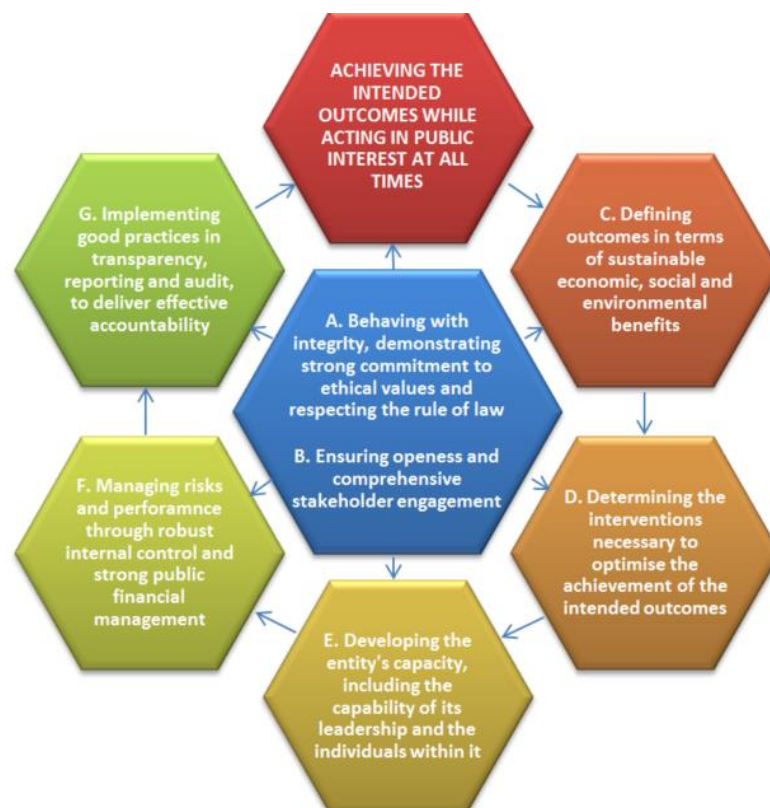 ACHIEVING THE
INTENDED
OUTCOMES WHILE
ACTING IN PUBLIC
INTEREST AT ALL
TIMES
G. Implementing
good practices in
transparency,
reporting and audit,
to deliver effective
accountability
C. Defining
outcomes in terms
of sustainable
economic, social and
environmental
benefits
A. Behaving with
integrIty, demonstrating
strong commitment to
ethical values and
respecting the rule of law
B. Ensuring openess and
comprehensive
stakeholder engagement
F. Managing risks
and perforamnce
through robust
internal control and
strong public
financial
management
D. Determining the
interventions
necessary to
optimise the
achievement of the
intended outcomes
E. Developing the
entity's capacity,
including the
capability of its
leadership and the
individuals within it